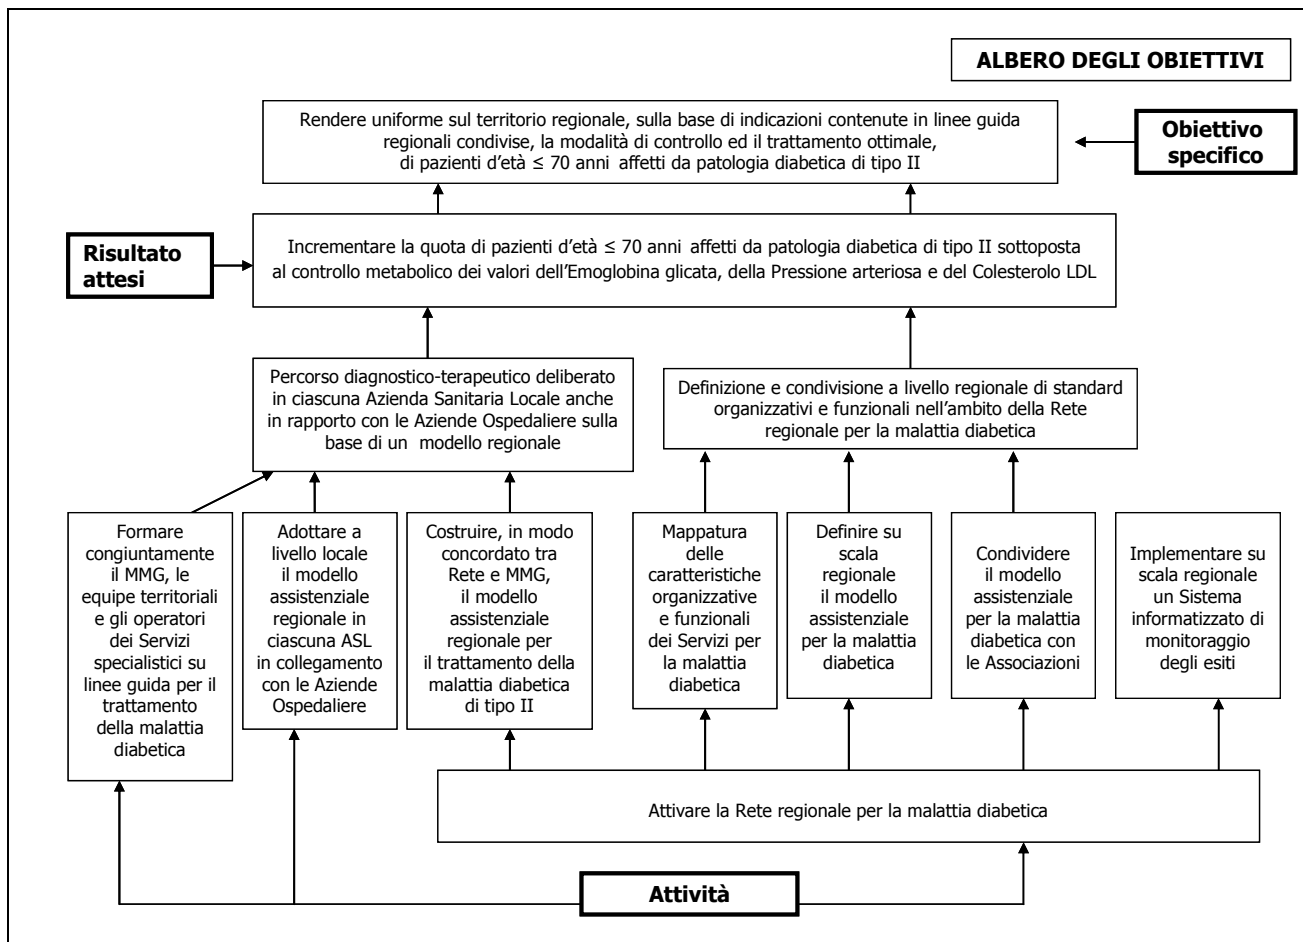 ALBERO DEGLI OBIETTIVI
Rendere uniforme sul territorio regionale, sulla base di indicazioni contenute in linee guida
regionali condivise, la modalità di controllo ed il trattamento ottimale,
di pazienti d'età ≤ 70 anni affetti da patologia diabetica di tipo II
Obiettivo
specifico
Risultato
attesi
Incrementare la quota di pazienti d'età ≤ 70 anni affetti da patologia diabetica di tipo II sottoposta
al controllo metabolico dei valori dell'Emoglobina glicata, della Pressione arteriosa e del Colesterolo LDL
Percorso diagnostico-terapeutico deliberato
in ciascuna Azienda Sanitaria Locale anche
in rapporto con le Aziende Ospedaliere sulla
base di un modello regionale
Definizione e condivisione a livello regionale di standard
organizzativi e funzionali nell'ambito della Rete
regionale per la malattia diabetica
Formare
congiuntamente
il MMG, le
equipe territoriali
e gli operatori
dei Servizi
specialistici su
linee guida per il
trattamento
della malattia
diabetica
Adottare a
livello locale
il modello
assistenziale
regionale in
ciascuna ASL
in collegamento
con le Aziende
Ospedaliere
Costruire, in modo
concordato tra
Rete e MMG,
il modello
assistenziale
regionale per
il trattamento della
malattia diabetica
di tipo II
Mappatura
delle
caratteristiche
organizzative
e funzionali
dei Servizi per
la malattia
diabetica
Definire su
scala
regionale
il modello
assistenziale
per la malattia
diabetica
Condividere
il modello
assistenziale
per la malattia
diabetica con
le Associazioni
Implementare su
scala regionale
un Sistema
informatizzato di
monitoraggio
degli esiti
Attivare la Rete regionale per la malattia diabetica
Attività